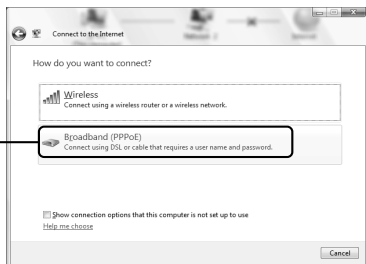 Connect to the Internet
How do you want to connect?
Wireless
Connect using a wireless router or a wireless network.
Broadband (PPPoE)
Connect using DSL or cable that requires a user name and password.
Show connection options that this computer is not set up to use
Help me choose
Cancel